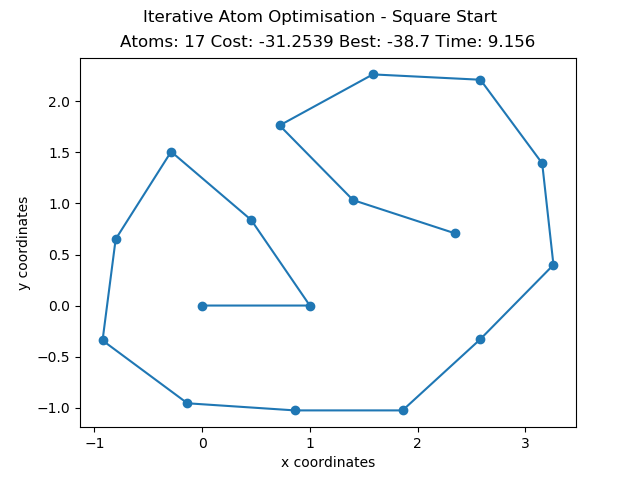 Iterative Atom Optimisation - Square Start
Atoms: 17 Cost: -31.2539 Best: -38.7 Time: 9.156
2.0
1.5
1.0
0.5
0.0
−0.5
−1.0
y coordinates
−1 0 1 2 3
x coordinates